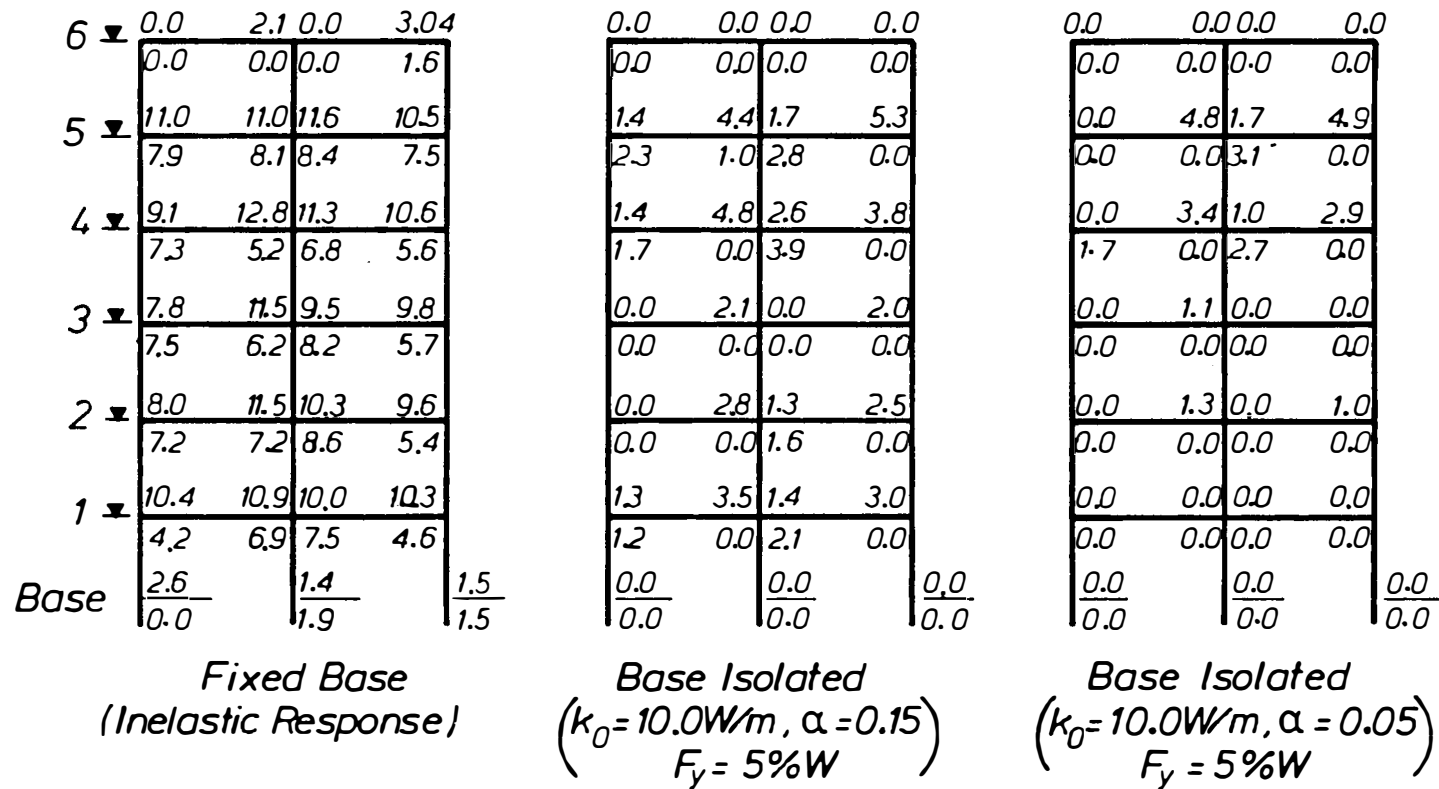 6 0.0 2.1 0.0 3.04 0.0 0.0 0.0 0.0 0.0 0.0 0.0 0.0
0.0 0.0 0.0 1.6 0.0 0.0 0.0 0.0 0.0 0.0 0.0 0.0
5 11.0 11.0 11.6 10.5 1.4 4.4 1.7 5.3 0.0 4.8 1.7 4.9
7.9 8.1 8.4 7.5 2.3 1.0 2.8 0.0 0.0 0.0 3.1 0.0
4 9.1 12.8 11.3 10.6 1.4 4.8 2.6 3.8 0.0 3.4 1.0 2.9
7.3 5.2 6.8 5.6 1.7 0.0 3.9 0.0 1.7 0.0 2.7 0.0
3 7.8 11.5 9.5 9.8 0.0 2.1 0.0 2.0 0.0 1.1 0.0 0.0
7.5 6.2 8.2 5.7 0.0 0.0 0.0 0.0 0.0 0.0 0.0 0.0
2 8.0 11.5 10.3 9.6 0.0 2.8 1.3 2.5 0.0 1.3 0.0 1.0
7.2 7.2 8.6 5.4 0.0 0.0 1.6 0.0 0.0 0.0 0.0 0.0
1 10.4 10.9 10.0 10.3 1.3 3.5 1.4 3.0 0.0 0.0 0.0 0.0
4.2 6.9 7.5 4.6 1.2 0.0 2.1 0.0 0.0 0.0 0.0 0.0
Base 2.6 1.4 1.5 0.0 0.0 0.0 0.0 0.0 0.0
0.0 1.9 1.5 0.0 0.0 0.0 0.0 0.0 0.0
Fixed Base
(Inelastic Response)
Base Isolated
(k₀=10.0W/m, α=0.15)
F_y = 5%W
Base Isolated
(k₀=10.0W/m, α = 0.05)
F_y = 5%W